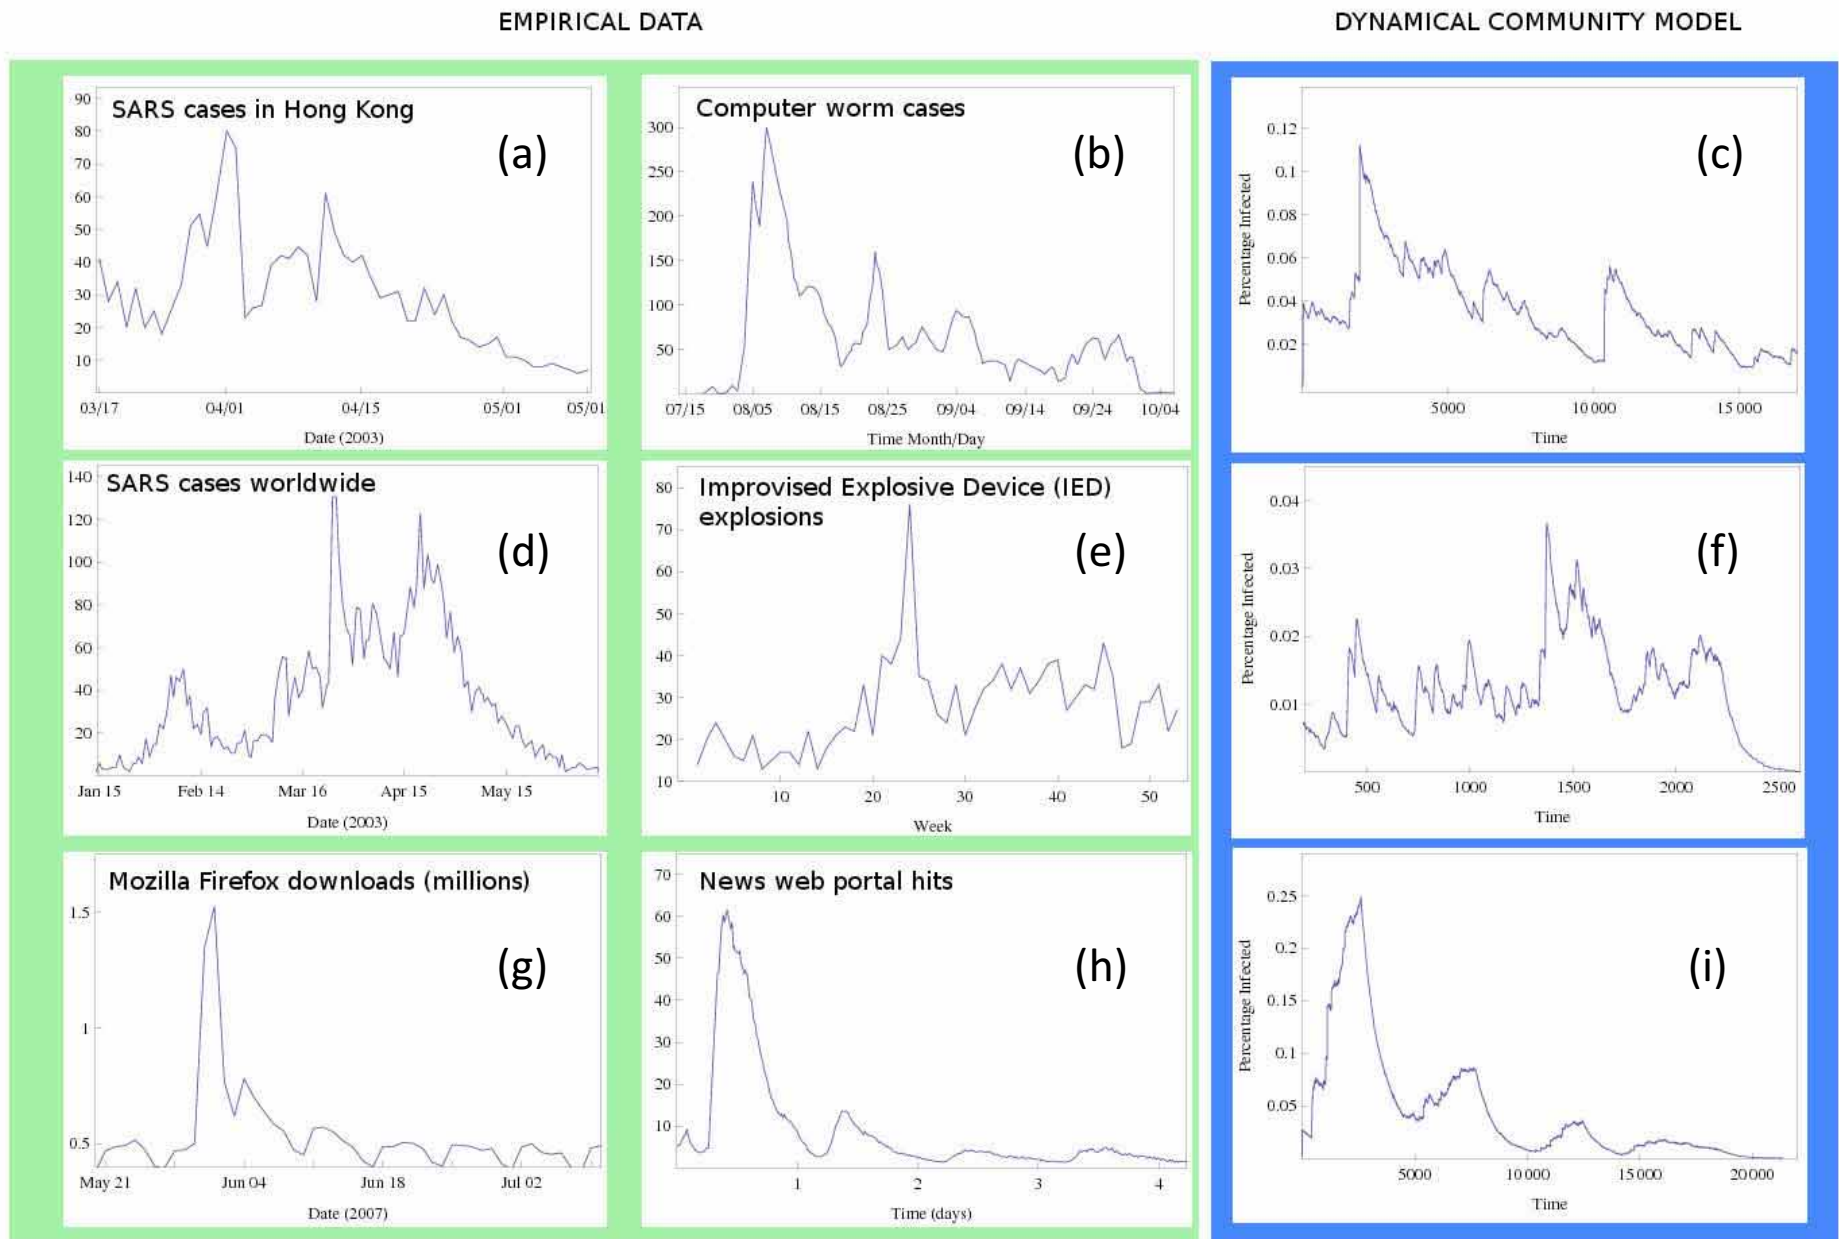 EMPIRICAL DATA
DYNAMICAL COMMUNITY MODEL
SARS cases in Hong Kong
(a)
90
80
70
60
50
40
30
20
10
03/17 04/01 04/15 05/01 05/01
Date (2003)
Computer worm cases
(b)
300
250
200
150
100
50
07/15 08/05 08/15 08/25 09/04 09/14 09/24 10/04
Time Month/Day
(c)
Percentage Infected
0.12
0.1
0.08
0.06
0.04
0.02
5000 10 000 15 000
Time
SARS cases worldwide
(d)
140
120
100
80
60
40
20
Jan 15 Feb 14 Mar 16 Apr 15 May 15
Date (2003)
Improvised Explosive Device (IED)
explosions
(e)
80
70
60
50
40
30
20
10
10 20 30 40 50
Week
(f)
Percentage Infected
0.04
0.03
0.02
0.01
500 1000 1500 2000 2500
Time
Mozilla Firefox downloads (millions)
(g)
1.5
1
0.5
May 21 Jun 04 Jun 18 Jul 02
Date (2007)
News web portal hits
(h)
70
60
50
40
30
20
10
1 2 3 4
Time (days)
(i)
Percentage Infected
0.25
0.2
0.15
0.1
0.05
5000 10 000 15 000 20 000
Time